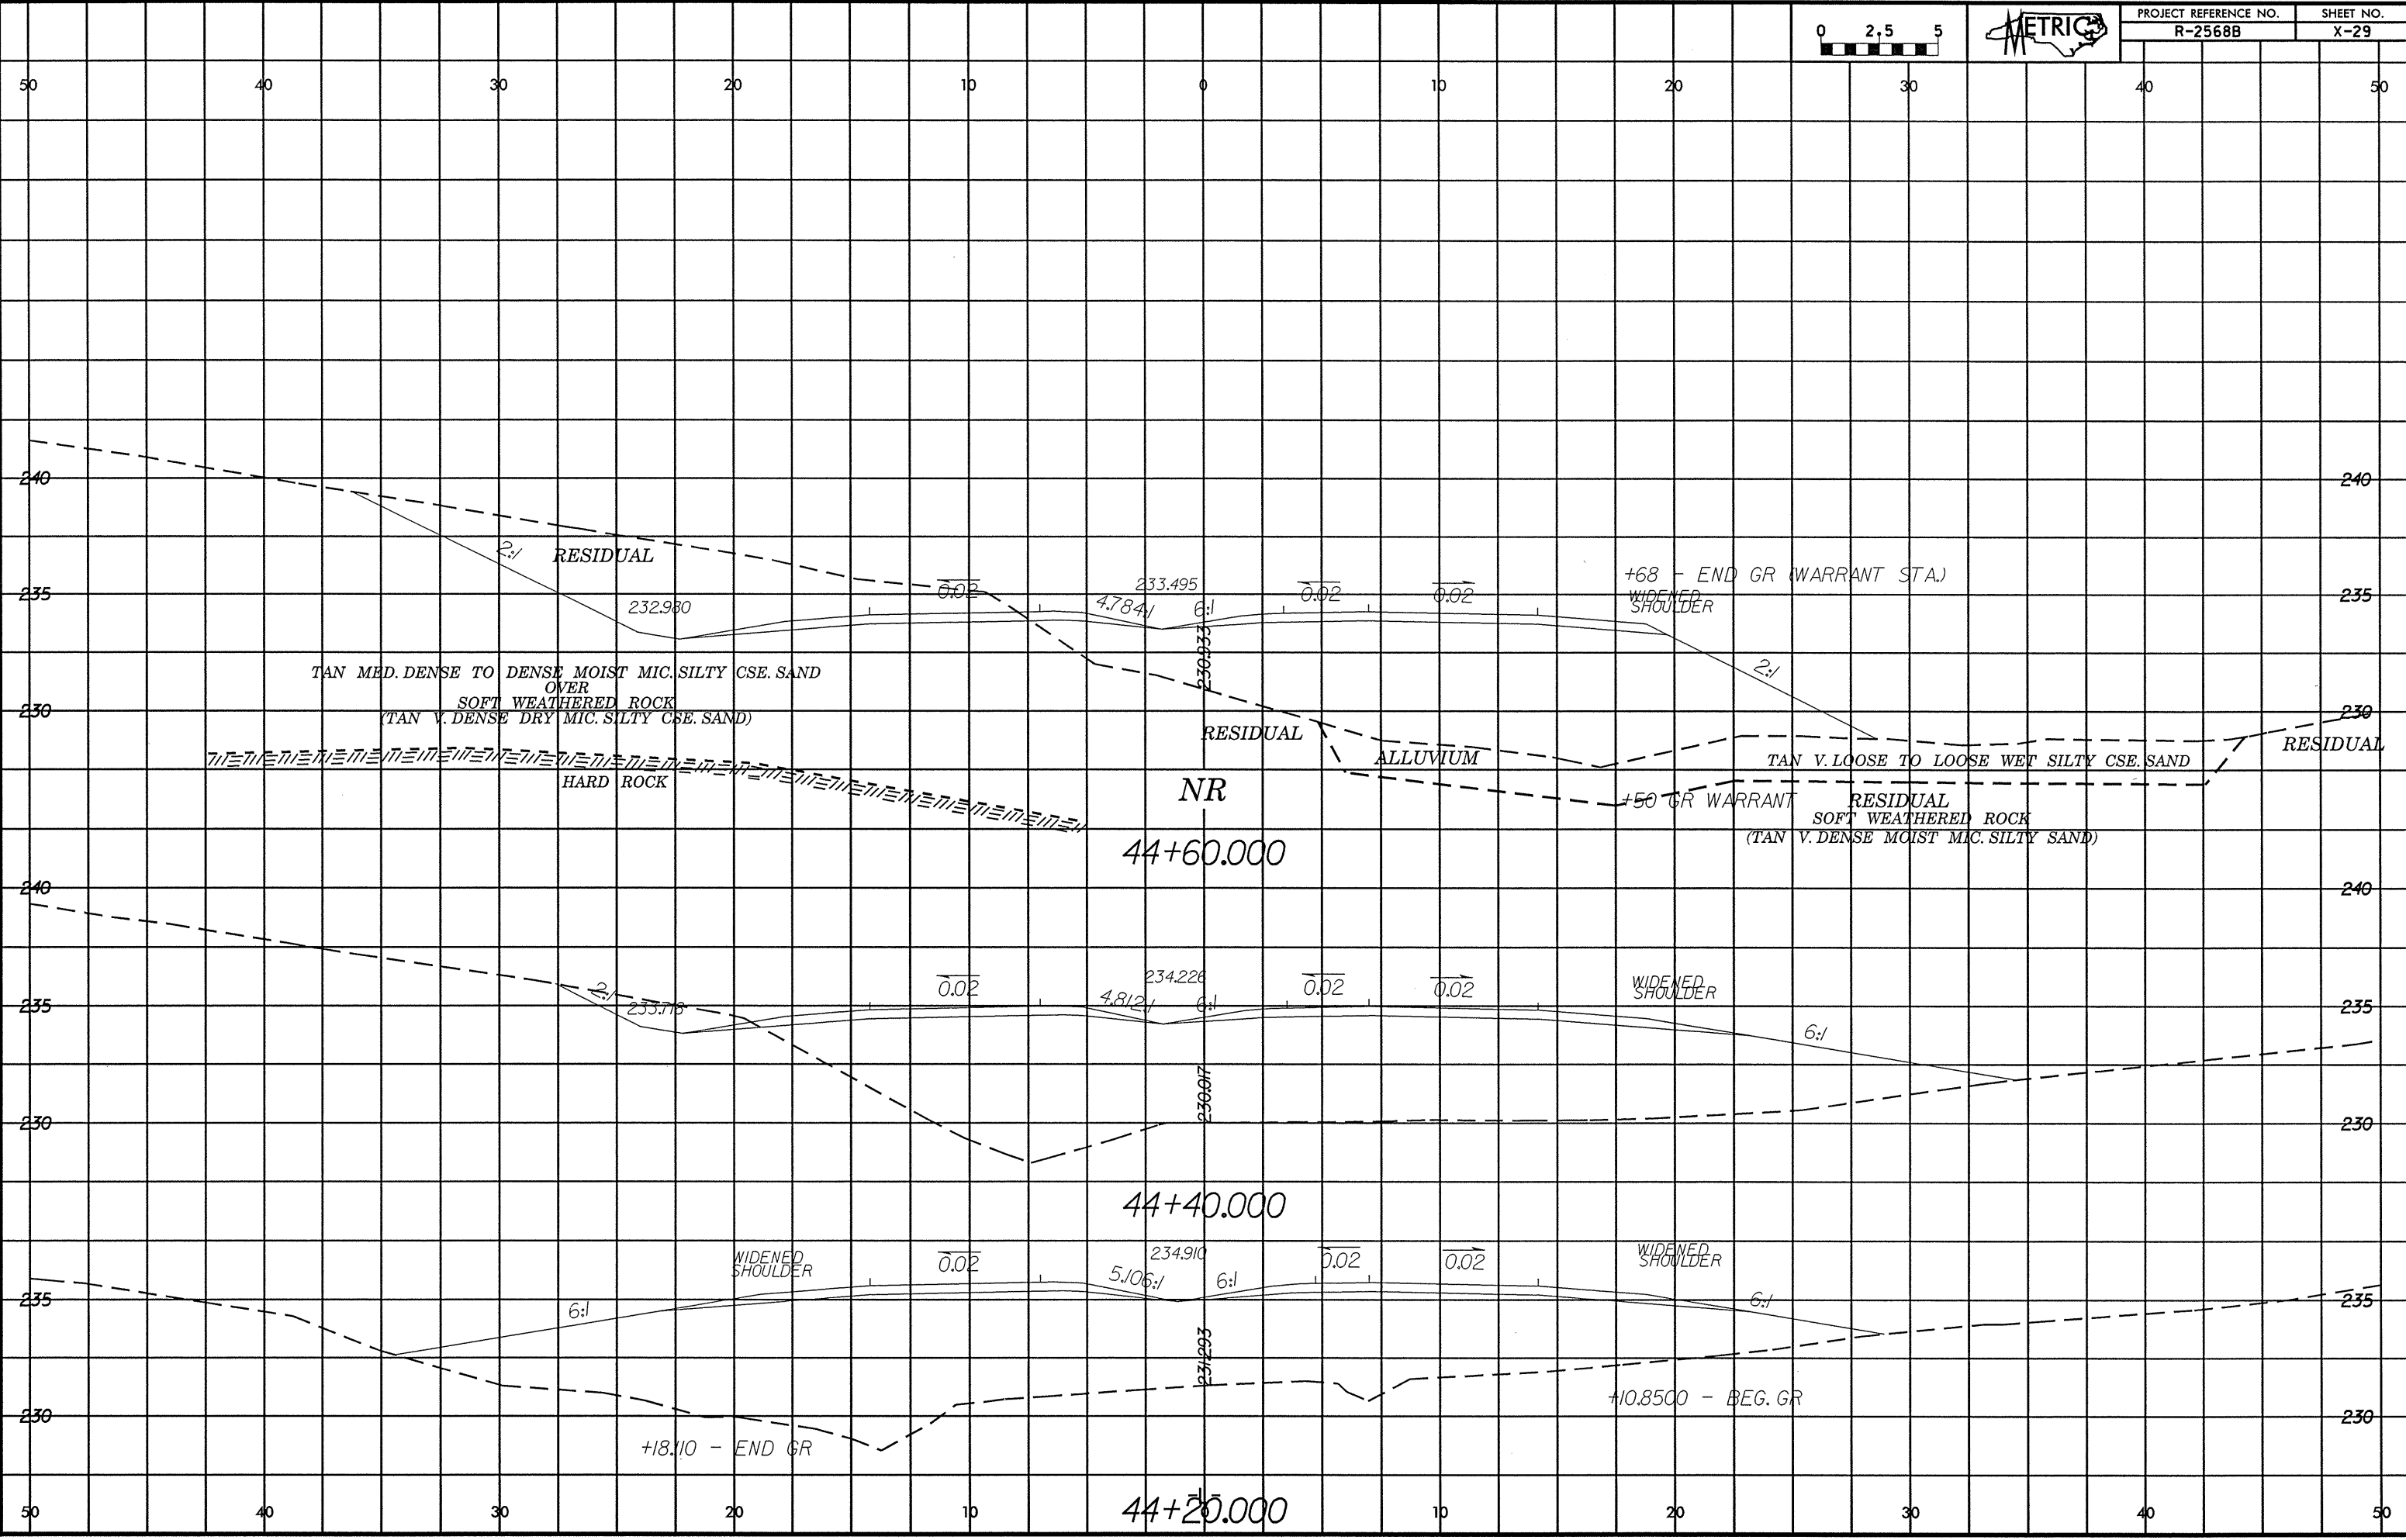 0 2.5 5
METRIC
PROJECT REFERENCE NO.
SHEET NO.
R-2568B
X-29
50 40 30 20 10 0 10 20 30 40 50
240 240
2:1
RESIDUAL
0.02
233.495
0.02
0.02
+68 - END GR (WARRANT STA.)
235
232.980
4.784:1
6:1
WIDENED
SHOULDER
235
230.933
2:1
TAN MED. DENSE TO DENSE MOIST MIC. SILTY CSE. SAND
OVER
SOFT WEATHERED ROCK
(TAN V. DENSE DRY MIC. SILTY CSE. SAND)
230 230
RESIDUAL
ALLUVIUM
TAN V. LOOSE TO LOOSE WET SILTY CSE. SAND
RESIDUAL
HARD ROCK
NR
+50 GR WARRANT
RESIDUAL
SOFT WEATHERED ROCK
(TAN V. DENSE MOIST MIC. SILTY SAND)
44+60.000
240 240
2:1
0.02
234.226
0.02
0.02
WIDENED
SHOULDER
235
233.718
4.812:1
6:1
6:1
235
230.017
230 230
44+40.000
WIDENED
SHOULDER
0.02
234.910
0.02
0.02
WIDENED
SHOULDER
235
6:1
5.106:1
6:1
6:1
235
231.293
+10.8500 - BEG. GR
230 230
+18.110 - END GR
44+20.000
50 40 30 20 10 10 20 30 40 50